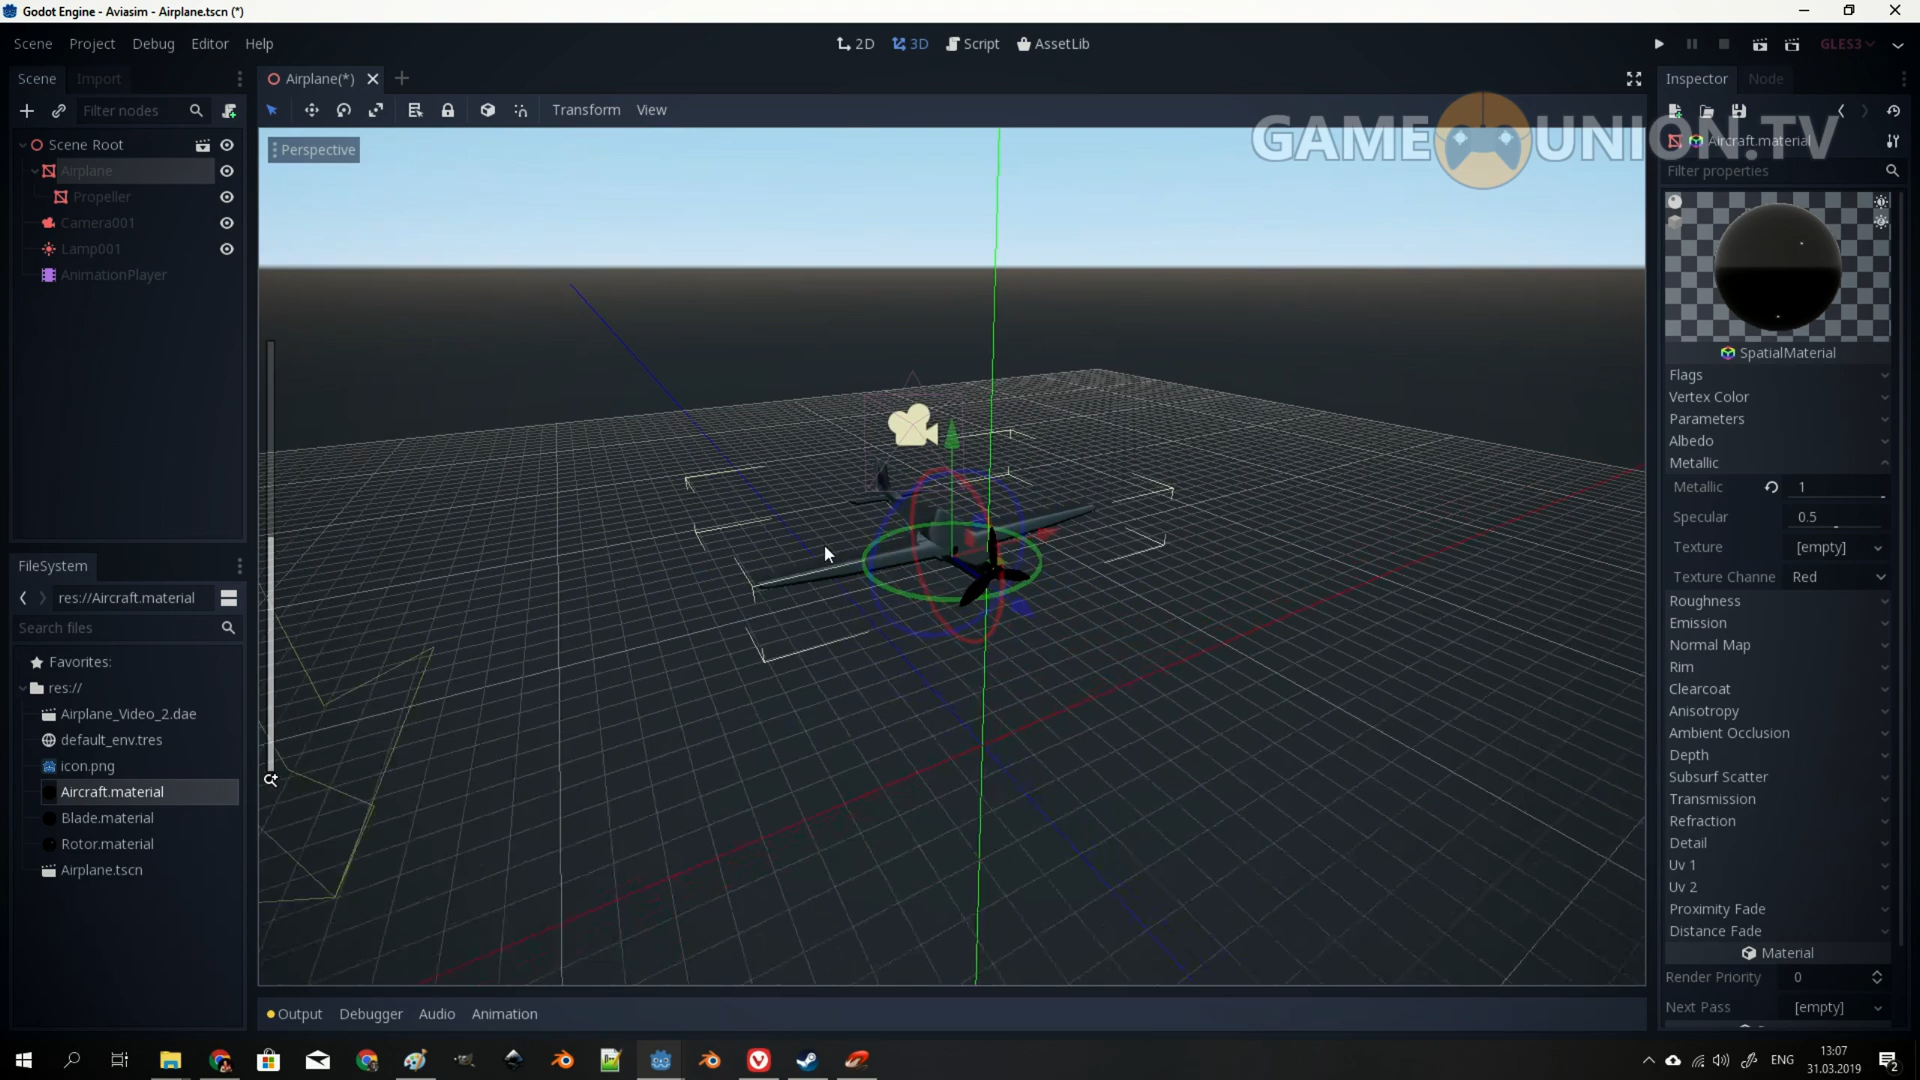 Godot Engine - Aviasim - Airplane.tscn (*)
Scene Project Debug Editor Help
2D 3D Script AssetLib
GLES3
Scene Import
Airplane(*)
Inspector Node
Filter nodes
Transform View
GAME UNION.TV
Perspective
Aircraft.material
Filter properties
Scene Root
Airplane
Propeller
Camera001
Lamp001
AnimationPlayer
SpatialMaterial
Flags
Vertex Color
Parameters
Albedo
Metallic
Metallic 1
Specular 0.5
Texture [empty]
Texture Channe Red
Roughness
Emission
Normal Map
Rim
Clearcoat
Anisotropy
Ambient Occlusion
Depth
Subsurf Scatter
Transmission
Refraction
Detail
Uv 1
Uv 2
Proximity Fade
Distance Fade
Material
Render Priority 0
Next Pass [empty]
FileSystem
res://Aircraft.material
Search files
Favorites:
res://
Airplane_Video_2.dae
default_env.tres
icon.png
Aircraft.material
Blade.material
Rotor.material
Airplane.tscn
Output Debugger Audio Animation
ENG
13:07
31.03.2019
2